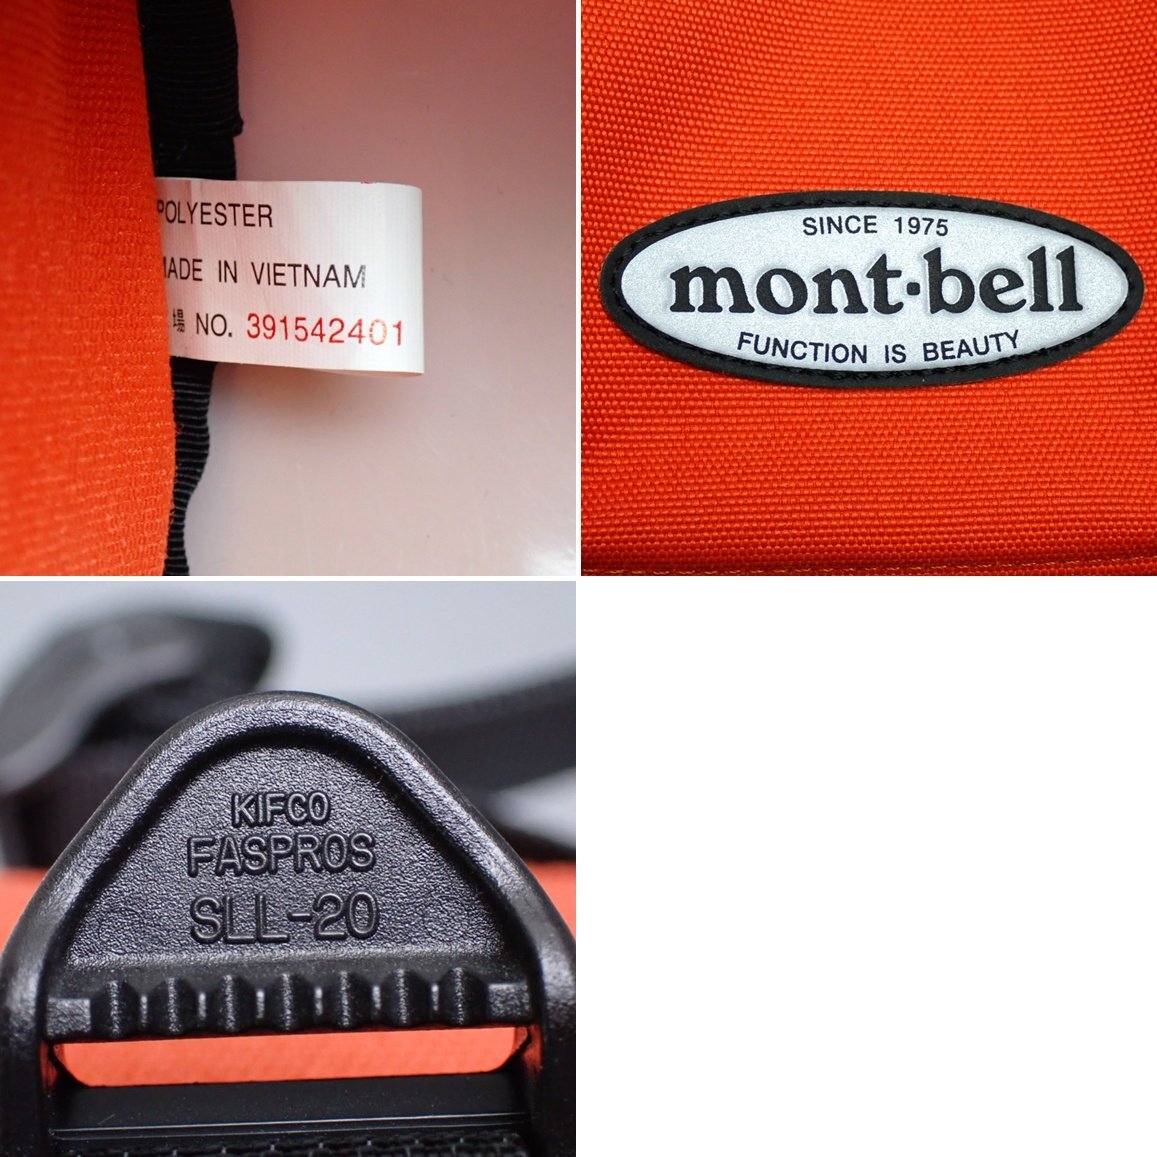 POLYESTER
MADE IN VIETNAM
場 NO. 391542401
SINCE 1975
mont-bell
FUNCTION IS BEAUTY
KIFCO
FASPROS
SLL-20